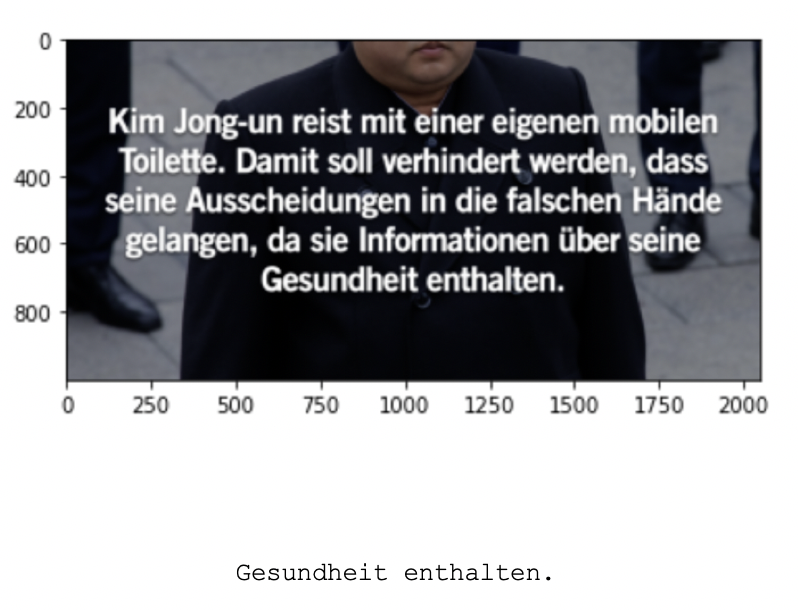 0
200
400
600
800
Kim Jong-un reist mit einer eigenen mobilen
Toilette. Damit soll verhindert werden, dass
seine Ausscheidungen in die falschen Hände
gelangen, da sie Informationen über seine
Gesundheit enthalten.
0 250 500 750 1000 1250 1500 1750 2000
Gesundheit enthalten.